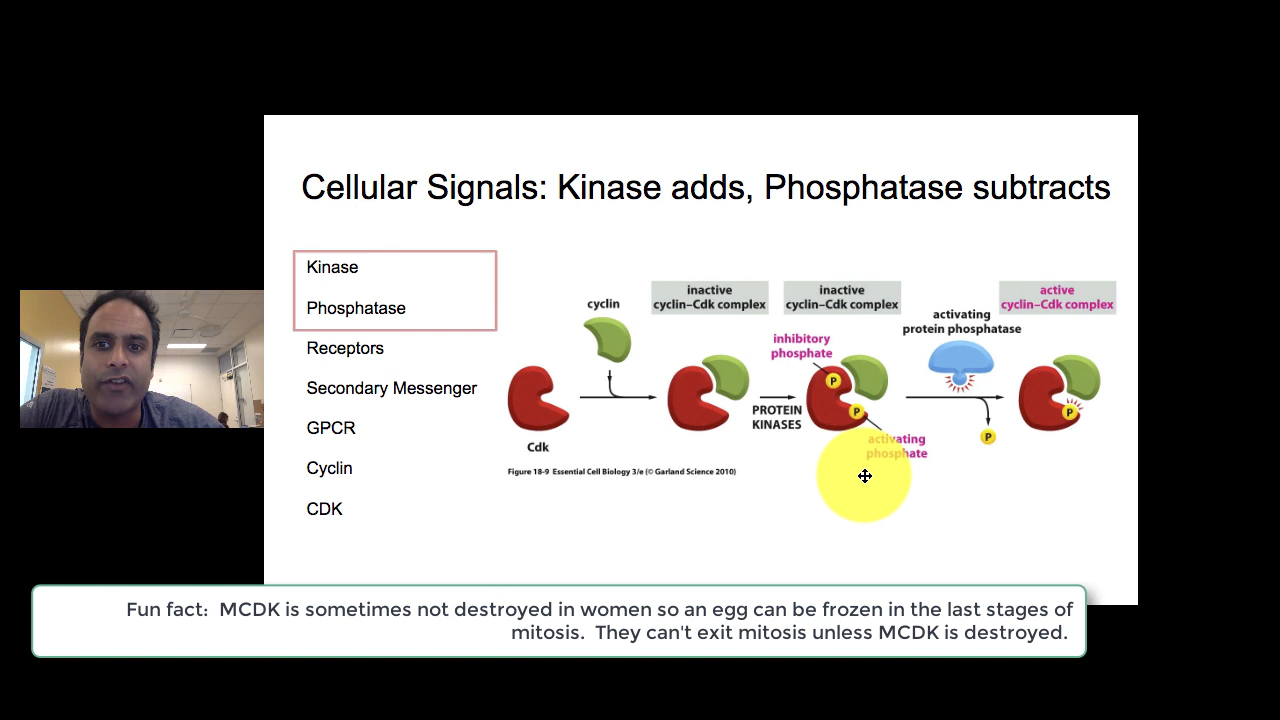 Cellular Signals: Kinase adds, Phosphatase subtracts
Kinase
Phosphatase
Receptors
Secondary Messenger
GPCR
Cyclin
CDK
cyclin
inactive
cyclin–Cdk complex
inactive
cyclin–Cdk complex
active
cyclin–Cdk complex
activating
protein phosphatase
inhibitory
phosphate
P
P
P
P
PROTEIN
KINASES
activating
phosphate
Cdk
Figure 18-9 Essential Cell Biology 3/e (© Garland Science 2010)
Fun fact: MCDK is sometimes not destroyed in women so an egg can be frozen in the last stages of
mitosis. They can't exit mitosis unless MCDK is destroyed.